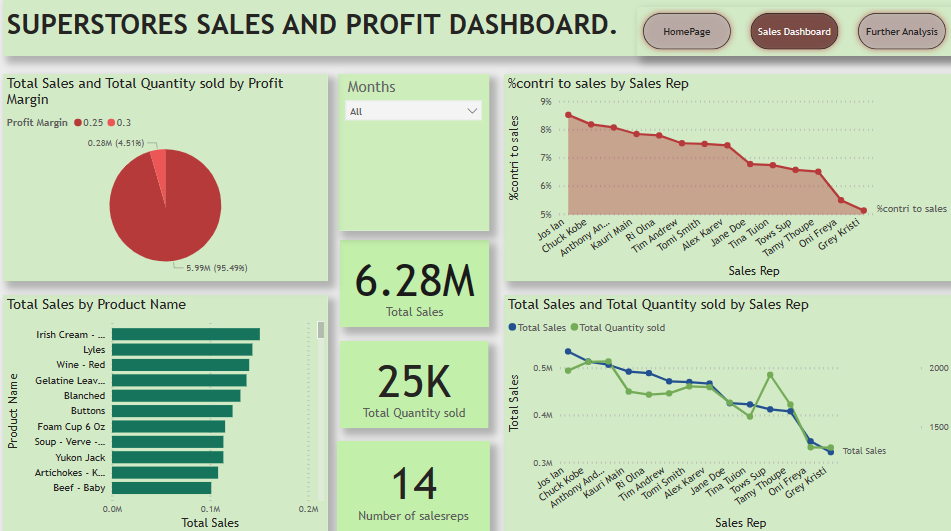 SUPERSTORES SALES AND PROFIT DASHBOARD.
HomePage
Sales Dashboard
Further Analysis
Total Sales and Total Quantity sold by Profit
Margin
Profit Margin 0.25 0.3
0.28M (4.51%)
5.99M (95.49%)
Months
All
%contri to sales by Sales Rep
%contri to sales
9%
8%
7%
6%
5%
%contri to sales
Jos Ian
Chuck Kobe
Anthony An...
Kauri Main
Ri Olna
Tim Andrew
Tomi Smith
Alex Karev
Jane Doe
Tina Tulon
Tows Sup
Tamy Thoupe
Oni Freya
Grey Kristi
Sales Rep
6.28M
Total Sales
25K
Total Quantity sold
14
Number of salesreps
Total Sales by Product Name
Product Name
Irish Cream - ...
Lyles
Wine - Red
Gelatine Leav...
Blanched
Buttons
Foam Cup 6 Oz
Soup - Verve -...
Yukon Jack
Artichokes - K...
Beef - Baby
0.0M
0.1M
0.2M
Total Sales
Total Sales and Total Quantity sold by Sales Rep
Total Sales Total Quantity sold
Total Sales
0.5M
0.4M
0.3M
2000
1500
Total Sales
Jos Ian
Chuck Kobe
Anthony And...
Kauri Main
Ri Olna
Tim Andrew
Tomi Smith
Alex Karev
Jane Doe
Tina Tulon
Tows Sup
Tamy Thoupe
Oni Freya
Grey Kristi
Sales Rep